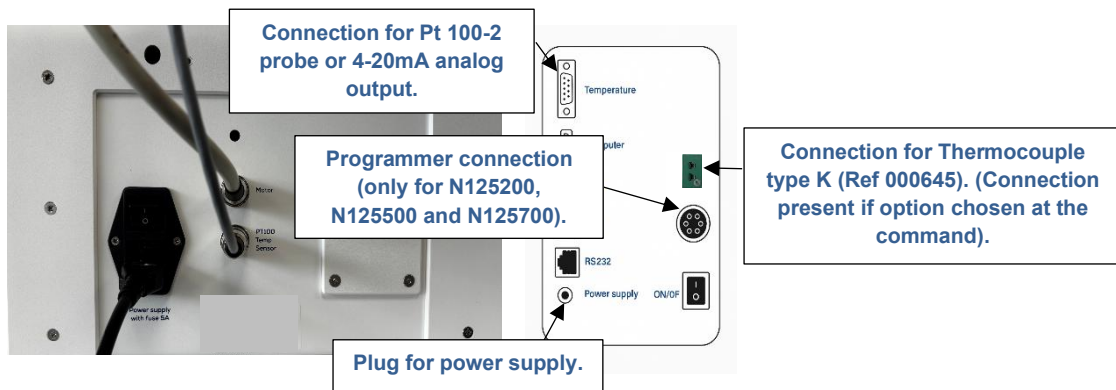 Connection for Pt 100-2
probe or 4-20mA analog
output.
Motor
PT100
Temp
Sensor
Power supply
with fuse 5A
Temperature
Programmer connection
(only for N125200,
N125500 and N125700).
Connection for Thermocouple
type K (Ref 000645). (Connection
present if option chosen at the
command).
RS232
Power supply
ON/OF
Plug for power supply.